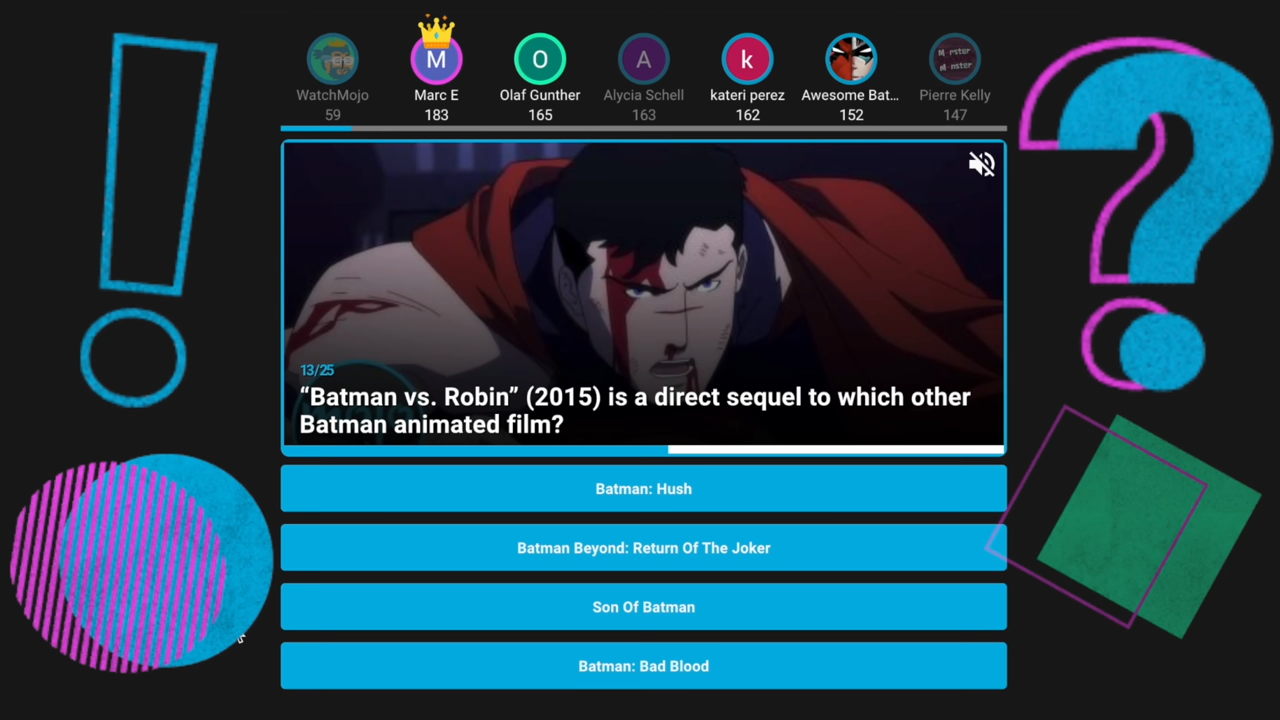 M
O
A
k
M rster
M nster
WatchMojo
Marc E
Olaf Gunther
Alycia Schell
kateri perez
Awesome Bat...
Pierre Kelly
59
183
165
163
162
152
147
13/25
“Batman vs. Robin” (2015) is a direct sequel to which other
Batman animated film?
Batman: Hush
Batman Beyond: Return Of The Joker
Son Of Batman
Batman: Bad Blood